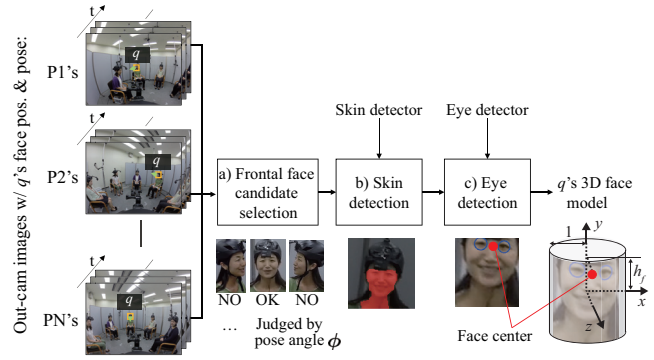 Out-cam images w/ q's face pos. & pose:
t
P1's
q
t
P2's
q
t
PN's
q
Skin detector
Eye detector
a) Frontal face
candidate
selection
b) Skin
detection
c) Eye
detection
q's 3D face
model
NO OK NO
... Judged by
pose angle ϕ
Face center
1
y
h_f
x
z